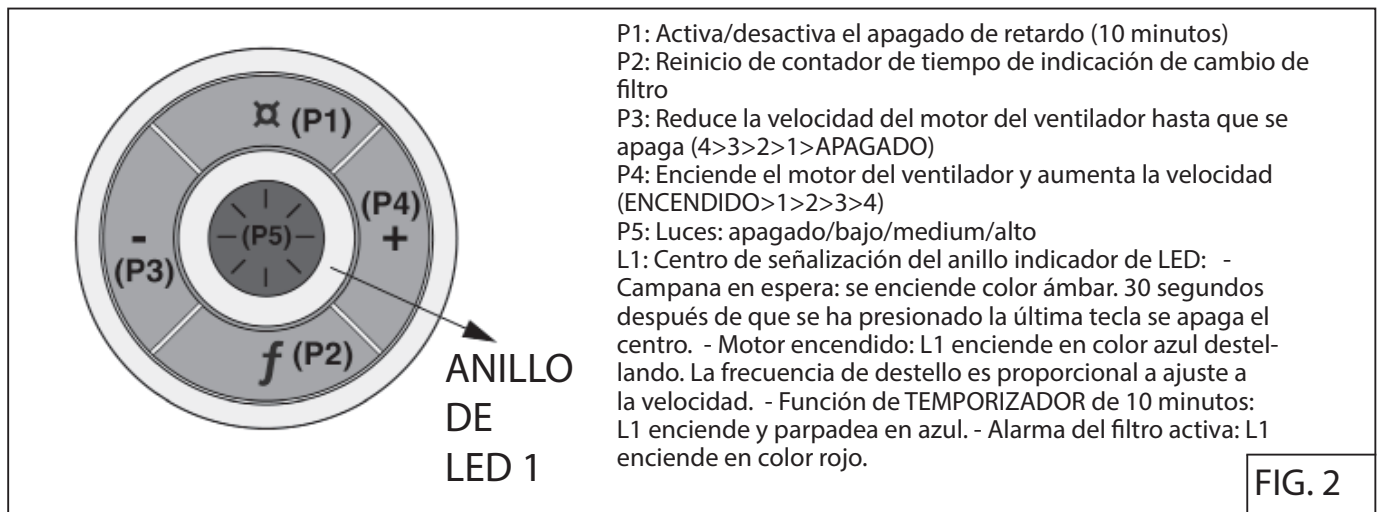 ¤ (P1)
(P4)
+
(P5)
-
(P3)
ƒ (P2)
ANILLO
DE
LED 1
P1: Activa/desactiva el apagado de retardo (10 minutos)
P2: Reinicio de contador de tiempo de indicación de cambio de
filtro
P3: Reduce la velocidad del motor del ventilador hasta que se
apaga (4>3>2>1>APAGADO)
P4: Enciende el motor del ventilador y aumenta la velocidad
(ENCENDIDO>1>2>3>4)
P5: Luces: apagado/bajo/medium/alto
L1: Centro de señalización del anillo indicador de LED: -
Campana en espera: se enciende color ámbar. 30 segundos
después de que se ha presionado la última tecla se apaga el
centro. - Motor encendido: L1 enciende en color azul destel-
lando. La frecuencia de destello es proporcional a ajuste a
la velocidad. - Función de TEMPORIZADOR de 10 minutos:
L1 enciende y parpadea en azul. - Alarma del filtro activa: L1
enciende en color rojo.
FIG. 2